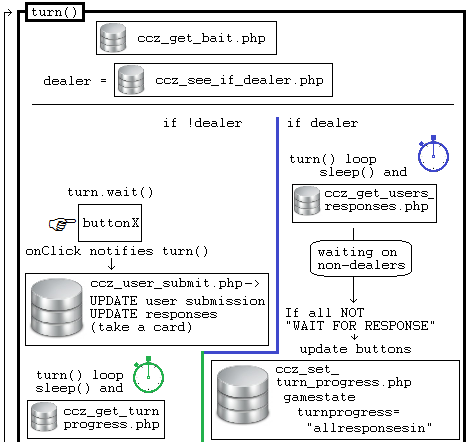 turn()
ccz_get_bait.php
dealer = ccz_see_if_dealer.php
if !dealer
if dealer
turn() loop
sleep() and
ccz_get_users_
responses.php
turn.wait()
buttonX
onClick notifies turn()
waiting on
non-dealers
ccz_user_submit.php->
UPDATE user submission
UPDATE responses
(take a card)
If all NOT
"WAIT FOR RESPONSE"
update buttons
turn() loop
sleep() and
ccz_get_turn
progress.php
ccz_set_
turn_progress.php
gamestate
turnprogress=
"allresponsesin"